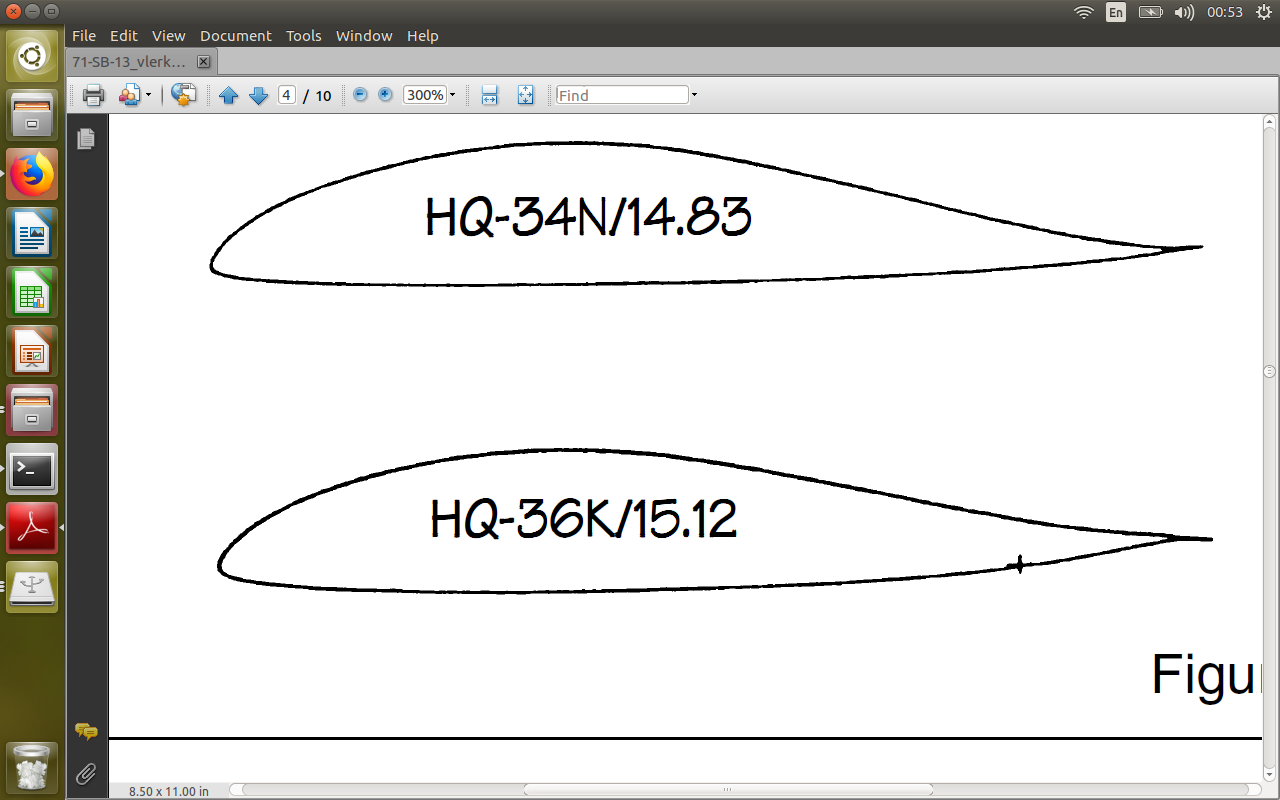 En 00:53
File Edit View Document Tools Window Help
71-SB-13_vlerk...
4 / 10 300% Find
HQ-34N/14.83
HQ-36K/15.12
Figur
8.50 x 11.00 in